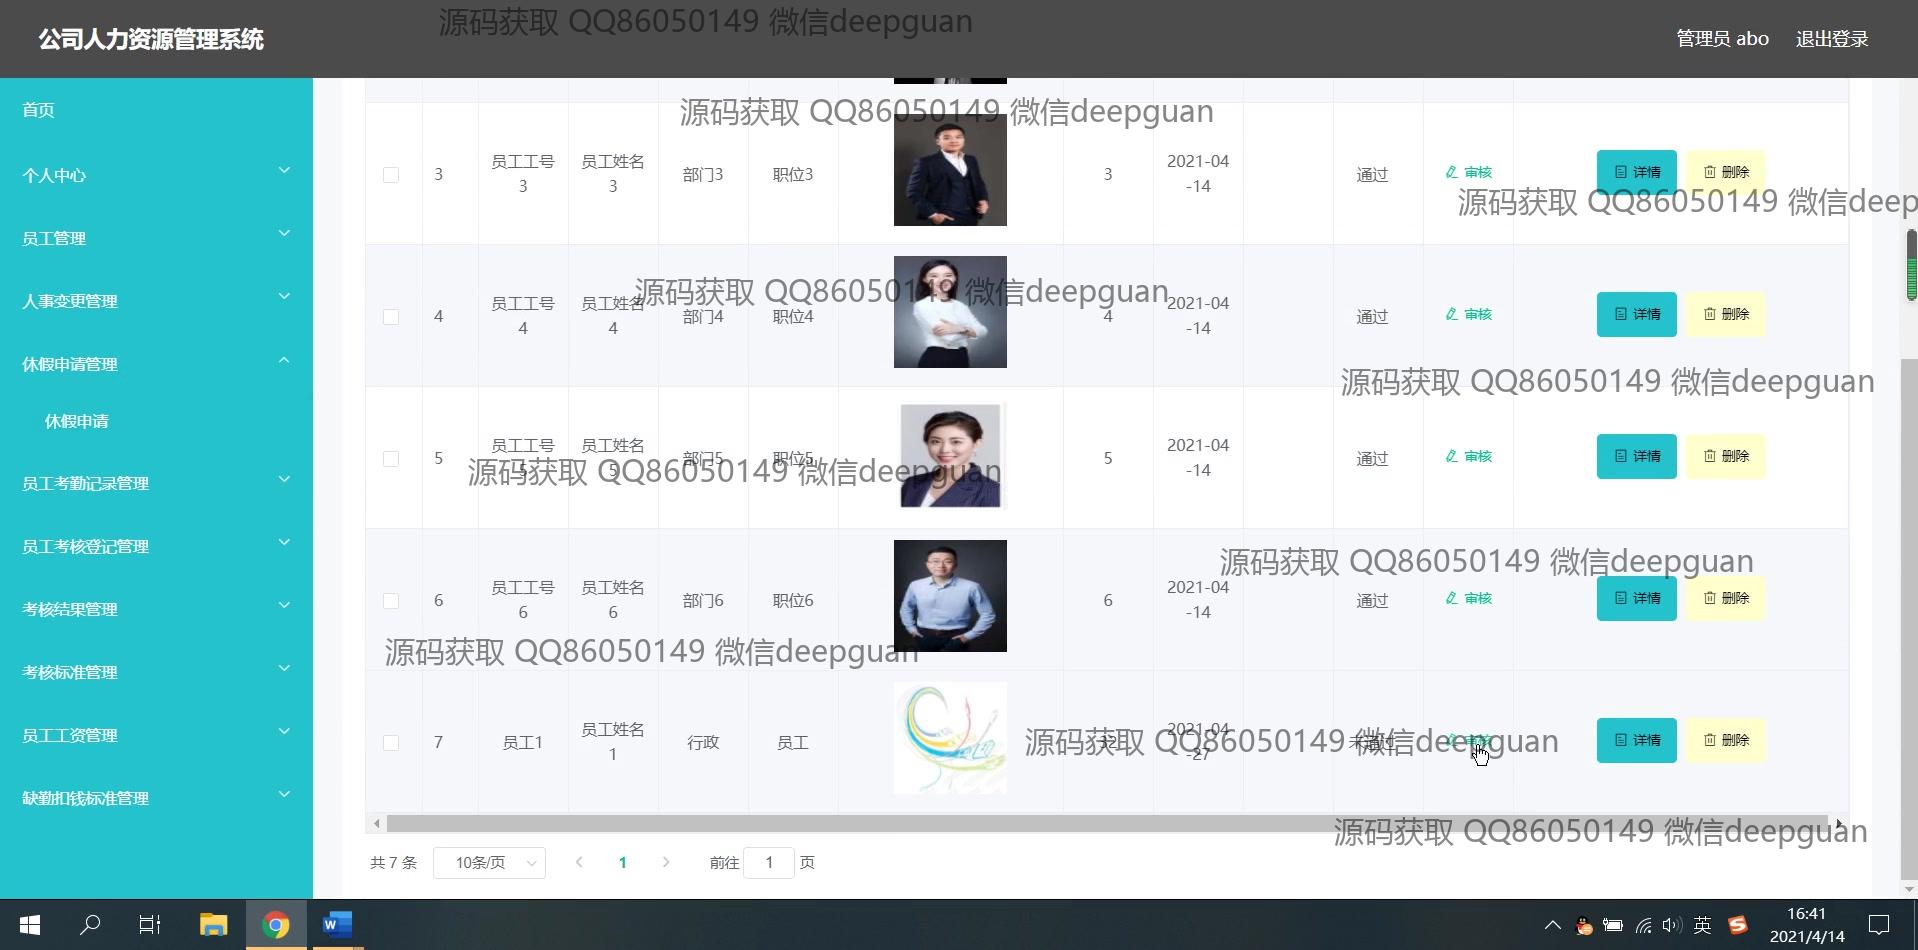 公司人力资源管理系统
管理员 abo 退出登录
源码获取 QQ86050149 微信deepguan
首页
个人中心
员工管理
人事变更管理
休假申请管理
休假申请
员工考勤记录管理
员工考核登记管理
考核结果管理
考核标准管理
员工工资管理
缺勤扣钱标准管理
源码获取 QQ86050149 微信deepguan
3 员工工号3 员工姓名3 部门3 职位3 3 2021-04-14 通过 审核 详情 删除
源码获取 QQ86050149 微信deep
源码获取 QQ86050149 微信deepguan
4 员工工号4 员工姓名4 部门4 职位4 4 2021-04-14 通过 审核 详情 删除
源码获取 QQ86050149 微信deepguan
5 员工工号5 员工姓名5 部门5 职位5 5 2021-04-14 通过 审核 详情 删除
源码获取 QQ86050149 微信deepguan
源码获取 QQ86050149 微信deepguan
6 员工工号6 员工姓名6 部门6 职位6 6 2021-04-14 通过 审核 详情 删除
源码获取 QQ86050149 微信deepguan
7 员工1 员工姓名1 行政 员工 2021-04-27 未通过 审核 详情 删除
源码获取 QQ86050149 微信deepguan
源码获取 QQ86050149 微信deepguan
共 7 条 10条/页 1 前往 1 页
W 英 S 16:41
2021/4/14